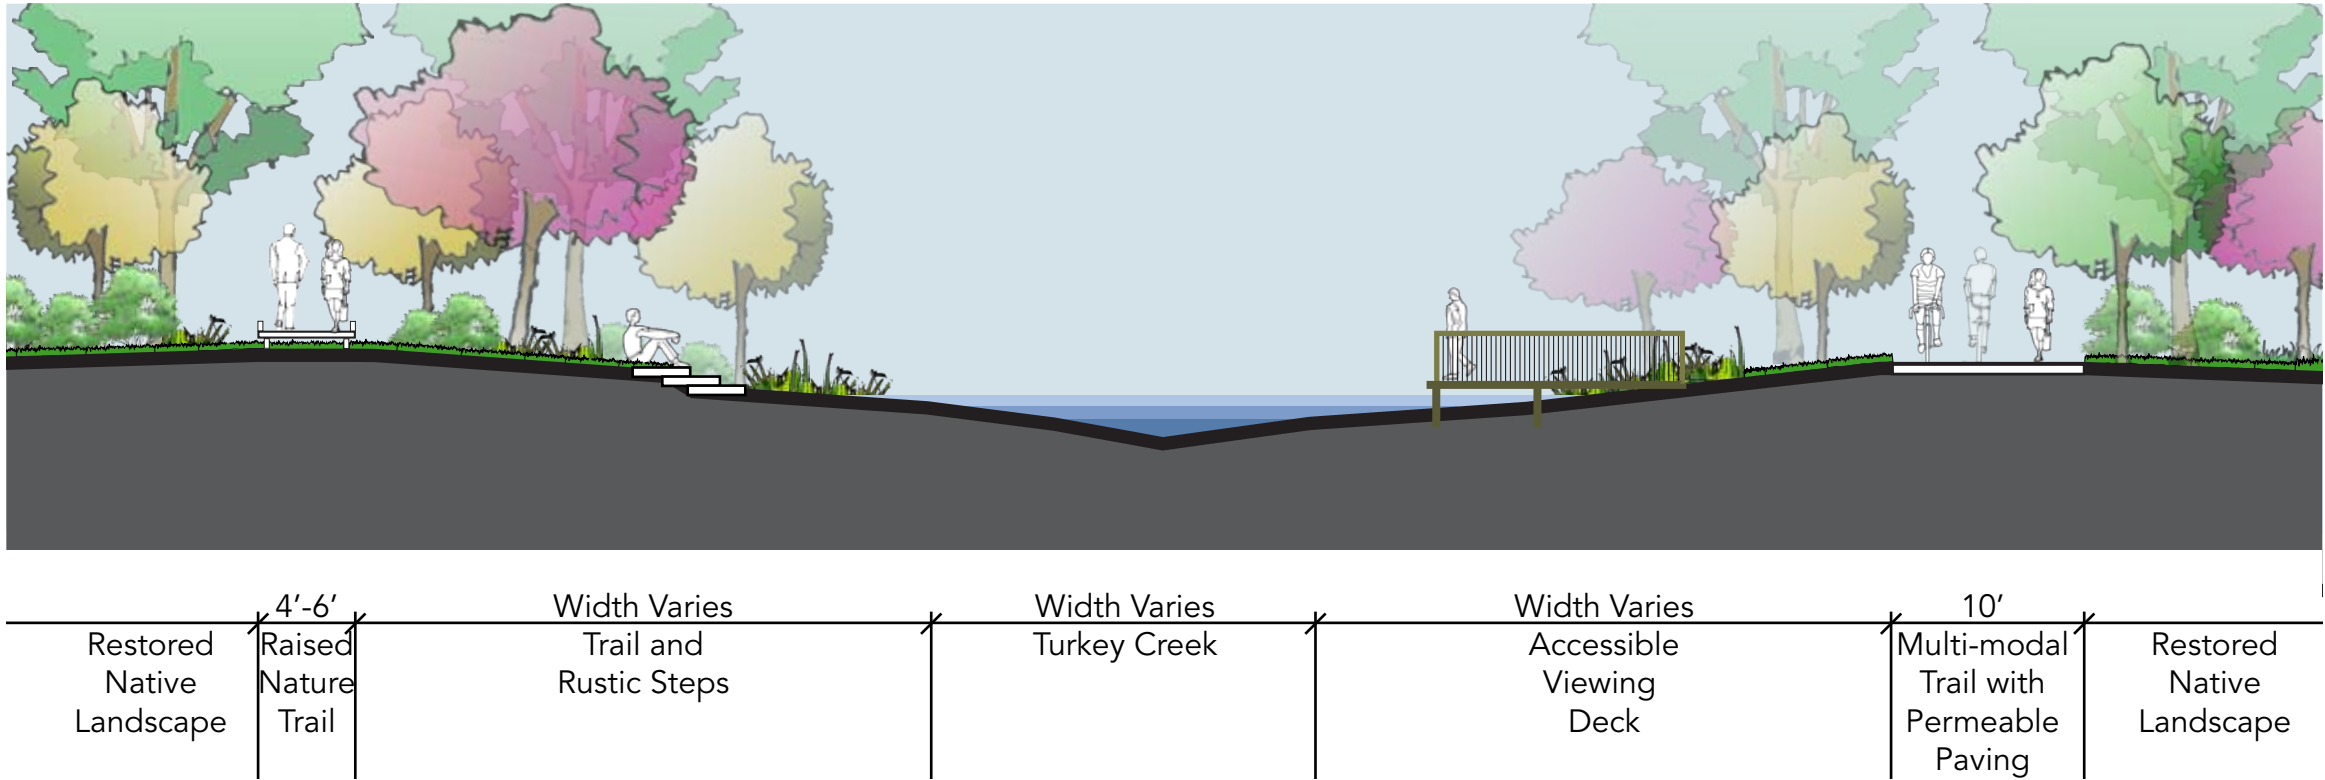 4’-6’
Width Varies
Width Varies
Width Varies
10’
Restored
Native
Landscape
Raised
Nature
Trail
Trail and
Rustic Steps
Turkey Creek
Accessible
Viewing
Deck
Multi-modal
Trail with
Permeable
Paving
Restored
Native
Landscape